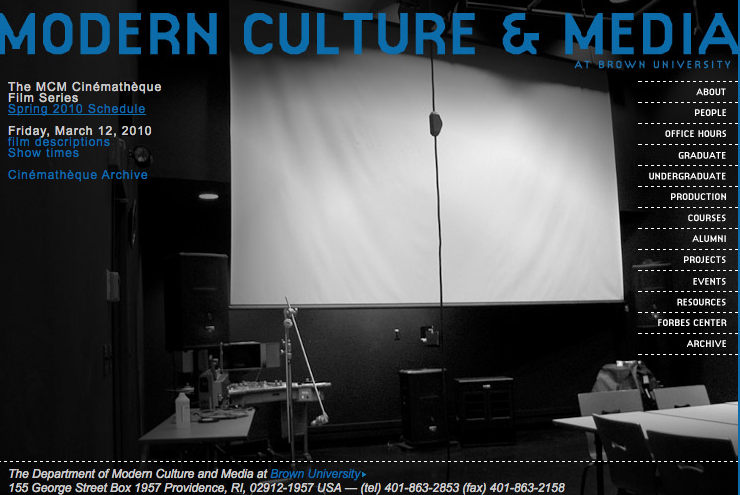 MODERN CULTURE & MEDIA
AT BROWN UNIVERSITY
The MCM Cinémathèque
Film Series
Spring 2010 Schedule
Friday, March 12, 2010
film descriptions
Show times
Cinémathèque Archive
ABOUT
PEOPLE
OFFICE HOURS
GRADUATE
UNDERGRADUATE
PRODUCTION
COURSES
ALUMNI
PROJECTS
EVENTS
RESOURCES
FORBES CENTER
ARCHIVE
The Department of Modern Culture and Media at Brown University
155 George Street Box 1957 Providence, RI, 02912-1957 USA — (tel) 401-863-2853 (fax) 401-863-2158